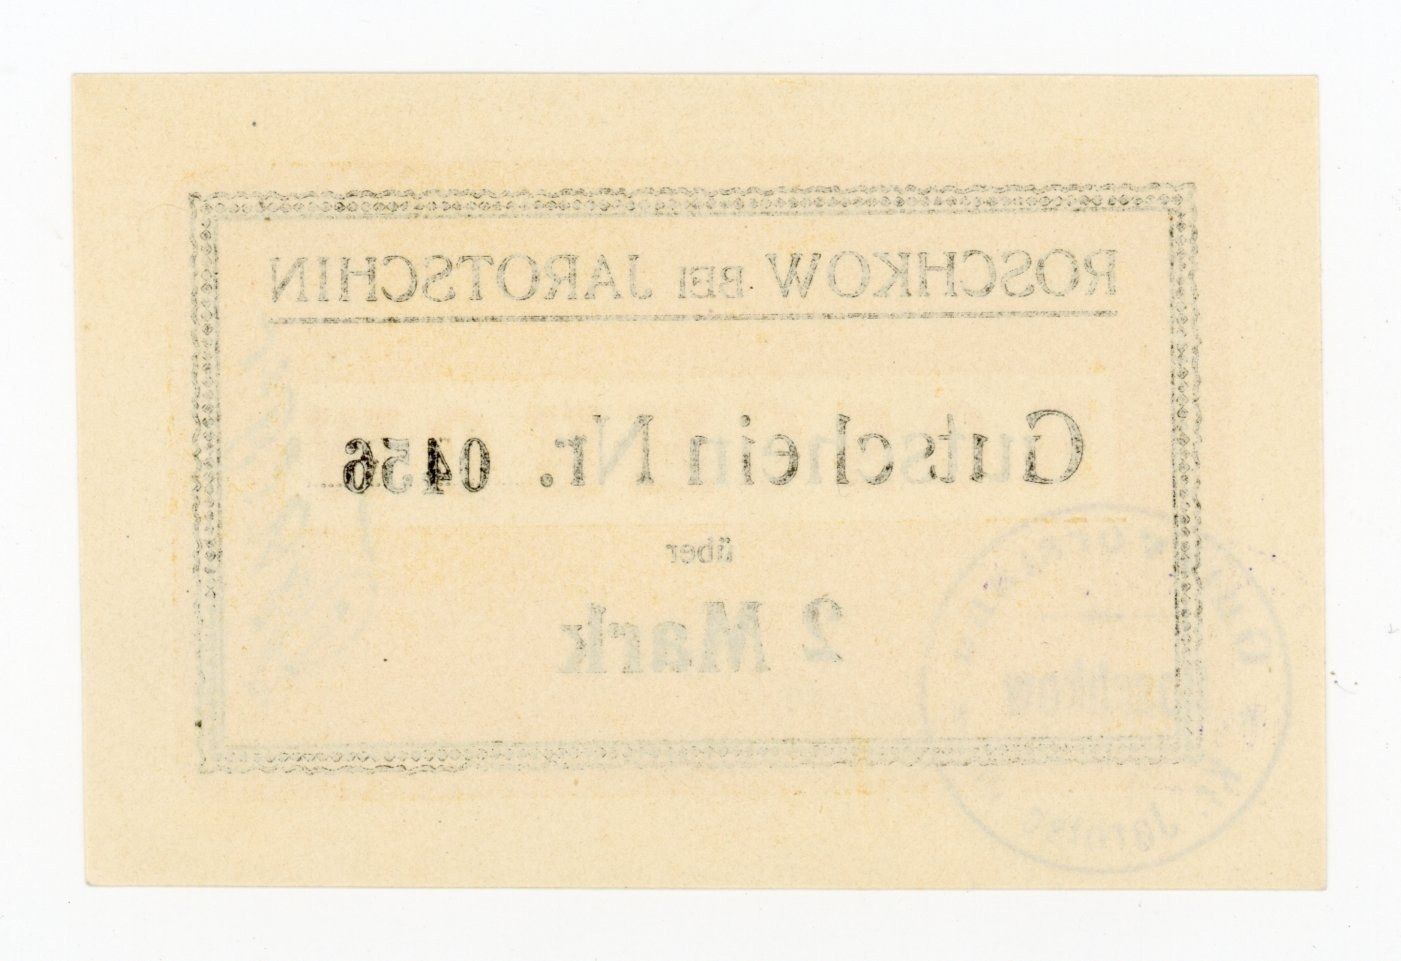 ROSCHKOW BEI JAROTSCHIN
Gutschein Nr. 0456
über
2 Mark